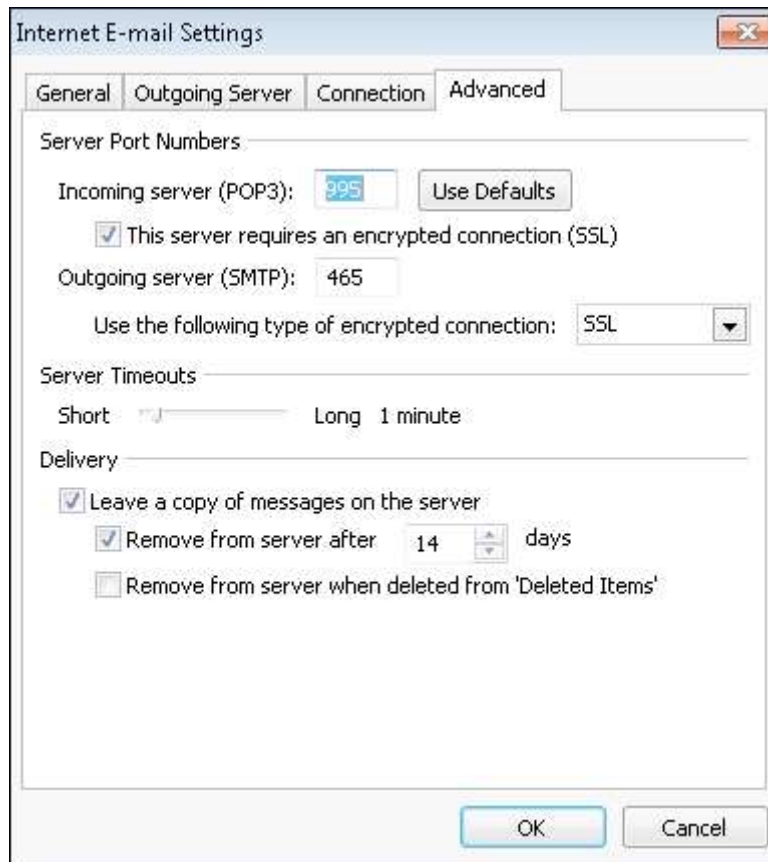 Internet E-mail Settings
General Outgoing Server Connection Advanced
Server Port Numbers
Incoming server (POP3): 995 Use Defaults
This server requires an encrypted connection (SSL)
Outgoing server (SMTP): 465
Use the following type of encrypted connection: SSL
Server Timeouts
Short Long 1 minute
Delivery
Leave a copy of messages on the server
Remove from server after 14 days
Remove from server when deleted from 'Deleted Items'
OK Cancel